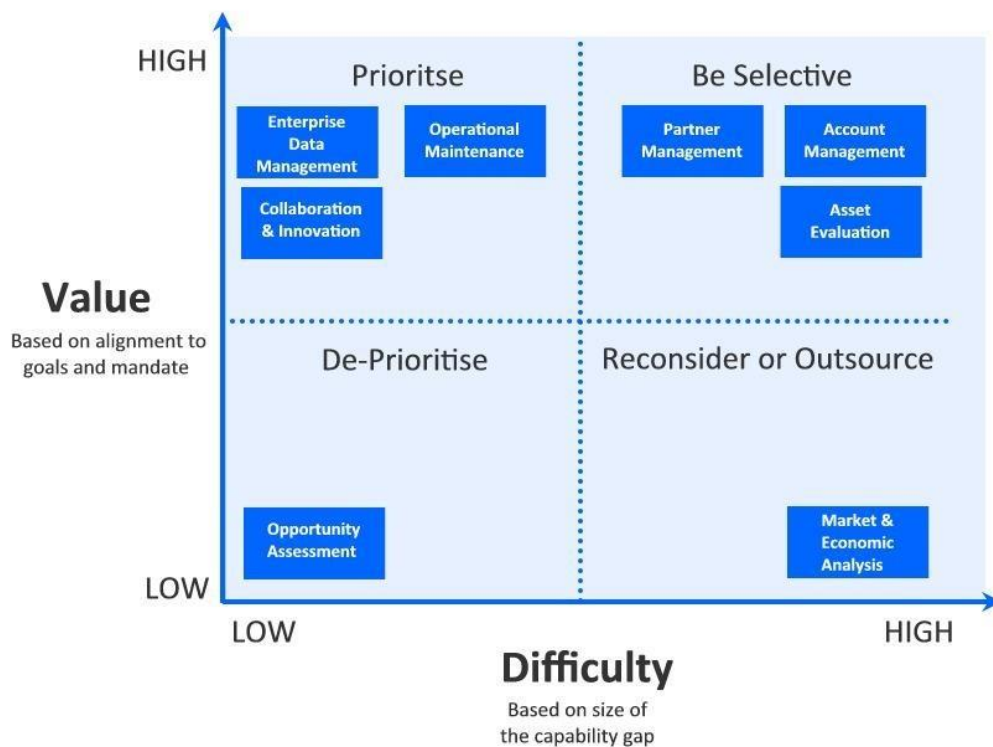 HIGH
Prioritse
Be Selective
Enterprise
Data
Management
Operational
Maintenance
Partner
Management
Account
Management
Collaboration
& Innovation
Asset
Evaluation
Value
Based on alignment to
goals and mandate
De-Prioritise
Reconsider or Outsource
Opportunity
Assessment
Market &
Economic
Analysis
LOW
LOW
HIGH
Difficulty
Based on size of
the capability gap